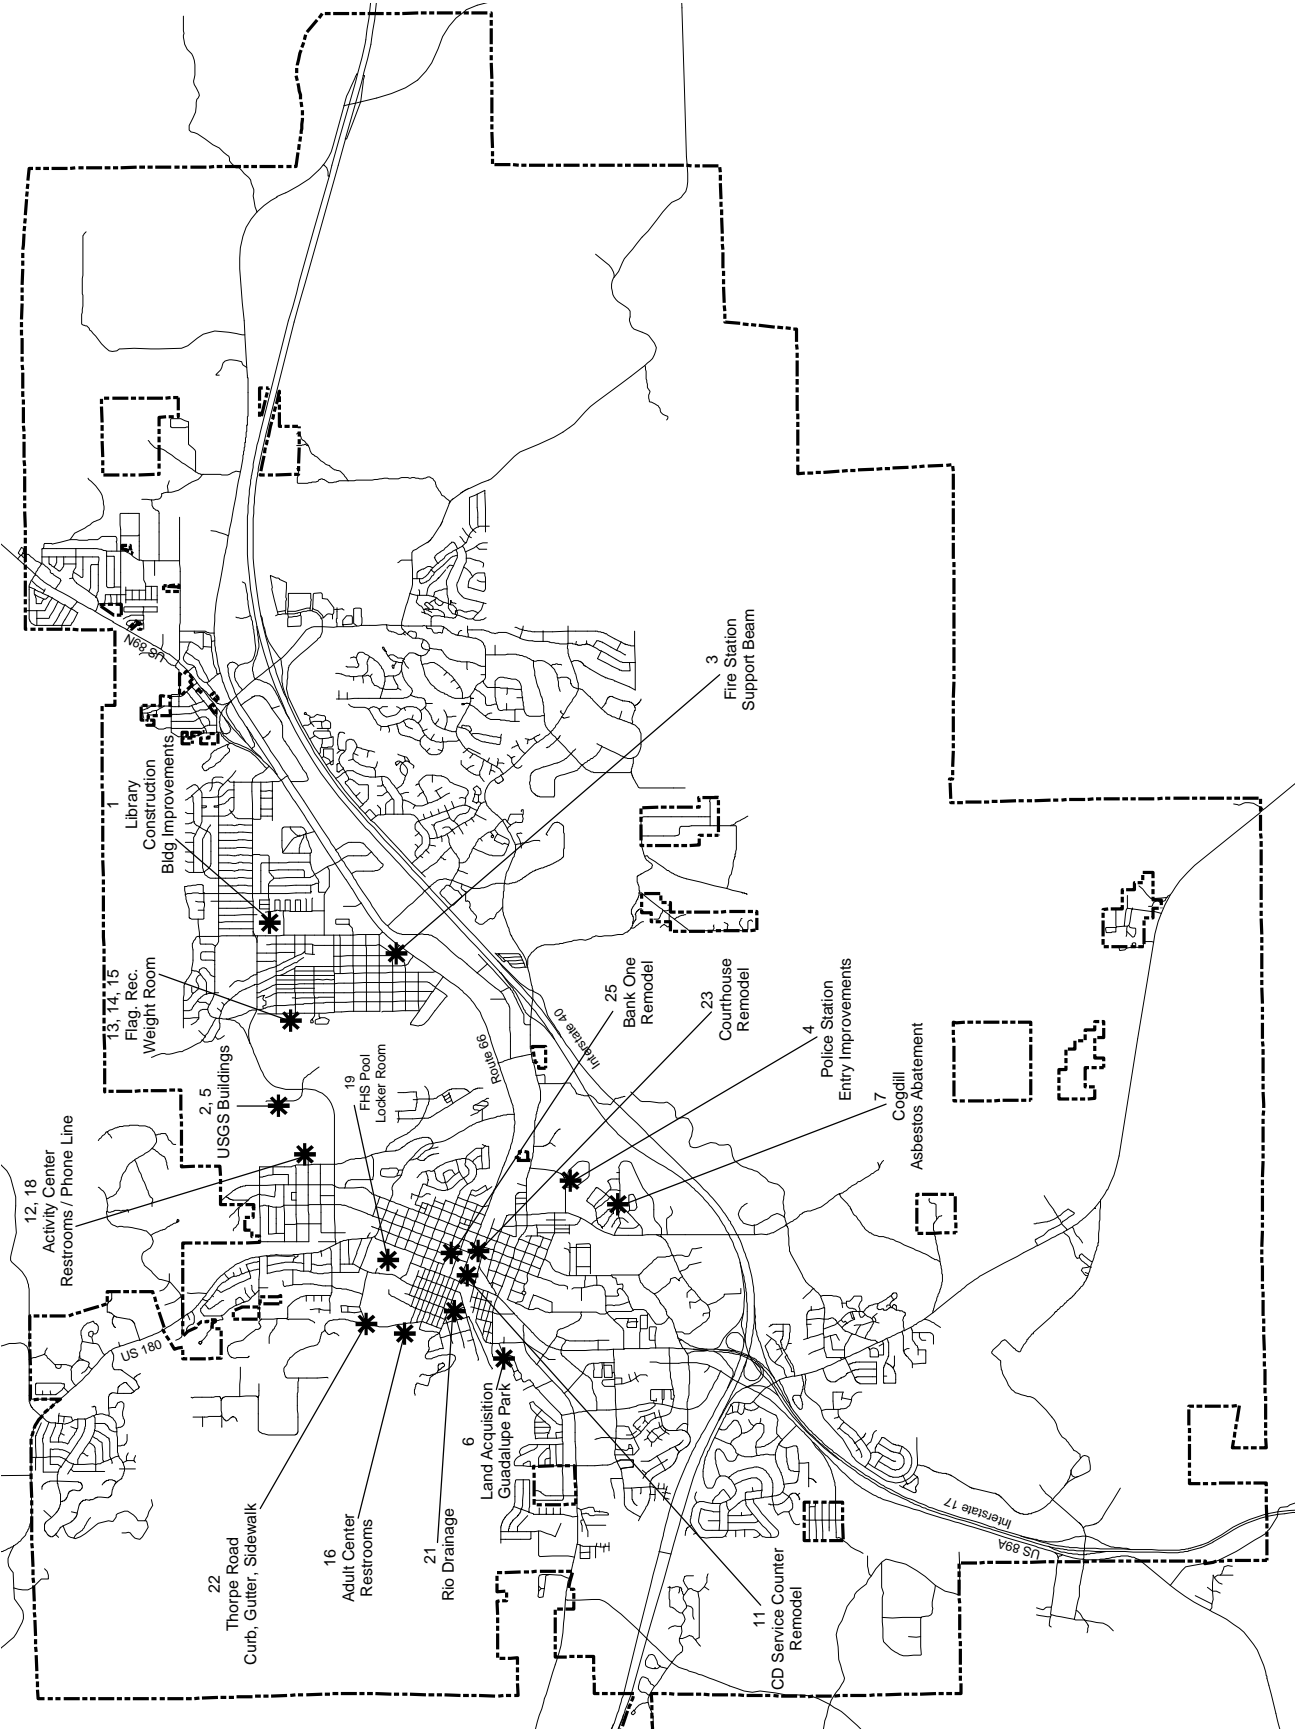 22
Thorpe Road
Curb, Gutter, Sidewalk
16
Adult Center
Restrooms
21
Rio Drainage
6
Land Acquisition
Guadalupe Park
11
CD Service Counter
Remodel
12, 18
Activity Center
Restrooms / Phone Line
2, 5
USGS Buildings
19
FHS Pool
Locker Room
13, 14, 15
Flag. Rec.
Weight Room
1
Library
Construction
Bldg Improvements
3
Fire Station
Support Beam
25
Bank One
Remodel
23
Courthouse
Remodel
4
Police Station
Entry Improvements
7
Cogdill
Asbestos Abatement
US 180
US 89N
Route 66
Interstate 40
Interstate 17
US 89A